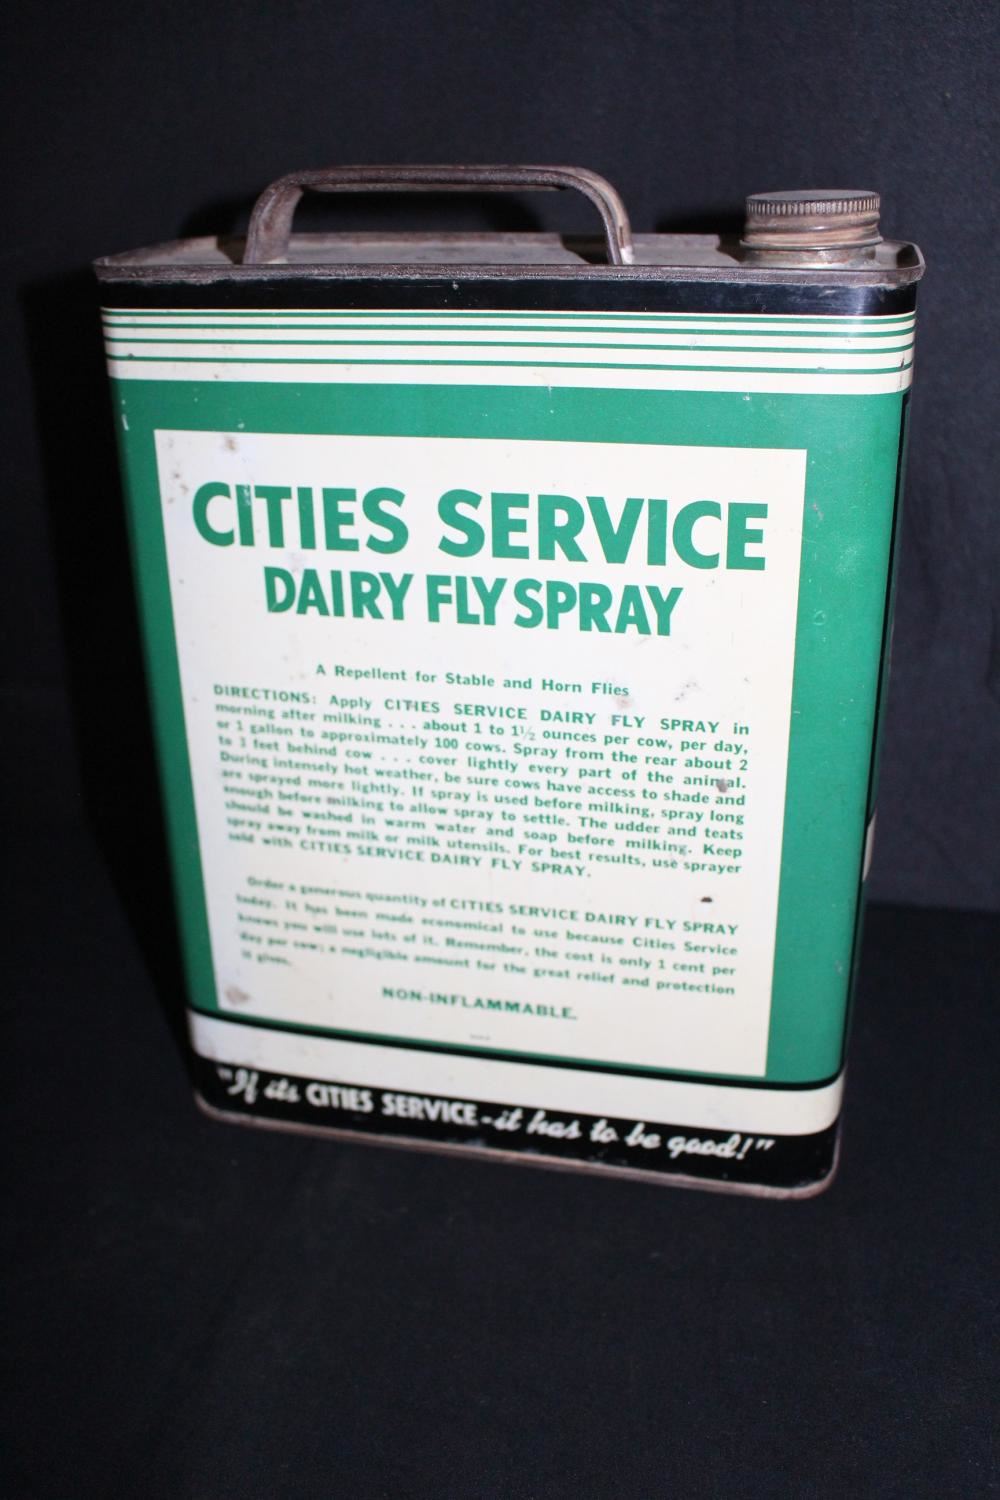 CITIES SERVICE
DAIRY FLY SPRAY
A Repellent for Stable and Horn Flies
DIRECTIONS: Apply CITIES SERVICE DAIRY FLY SPRAY in
morning after milking . . . about 1 to 1½ ounces per cow, per day,
or 1 gallon to approximately 100 cows. Spray from the rear about 2
to 3 feet behind cow . . . cover lightly every part of the animal.
During intensely hot weather, be sure cows have access to shade and
are sprayed more lightly. If spray is used before milking, spray long
enough before milking to allow spray to settle. The udder and teats
should be washed in warm water and soap before milking. Keep
spray away from milk or milk utensils. For best results, use sprayer
sold with CITIES SERVICE DAIRY FLY SPRAY.
Order a generous quantity of CITIES SERVICE DAIRY FLY SPRAY
today. It has been made economical to use because Cities Service
knows you will use lots of it. Remember, the cost is only 1 cent per
day per cow; a negligible amount for the great relief and protection
it gives.
NON-INFLAMMABLE.
"If its CITIES SERVICE - it has to be good!"